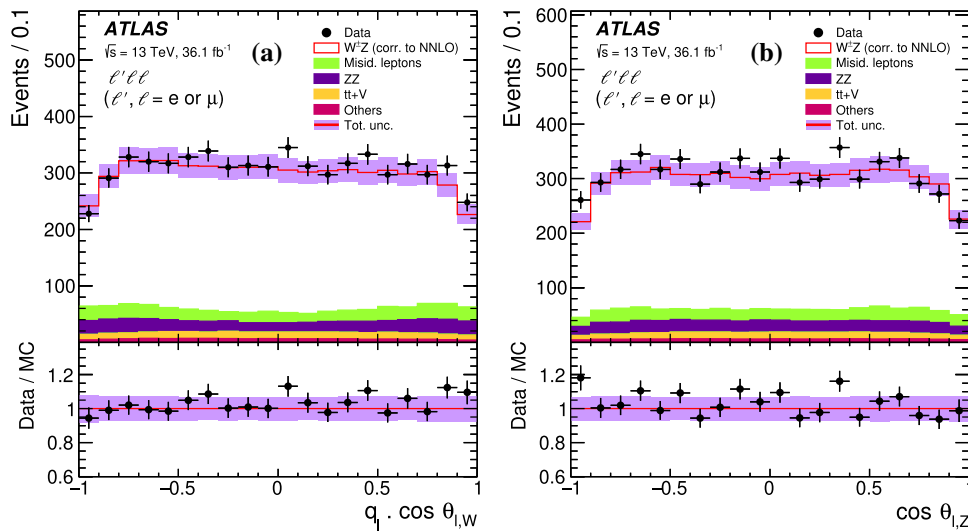 ATLAS
√s = 13 TeV, 36.1 fb⁻¹
(a)
ℓ′ℓℓ
(ℓ′, ℓ = e or μ)
Data
W±Z (corr. to NNLO)
Misid. leptons
ZZ
tt+V
Others
Tot. unc.
Events / 0.1
500
400
300
200
100
Data / MC
1.2
1
0.8
0.6
−1
−0.5
0
0.5
1
q_l . cos θ_l,W
ATLAS
√s = 13 TeV, 36.1 fb⁻¹
(b)
ℓ′ℓℓ
(ℓ′, ℓ = e or μ)
Data
W±Z (corr. to NNLO)
Misid. leptons
ZZ
tt+V
Others
Tot. unc.
Events / 0.1
600
500
400
300
200
100
Data / MC
1.2
1
0.8
0.6
−1
−0.5
0
0.5
1
cos θ_l,Z